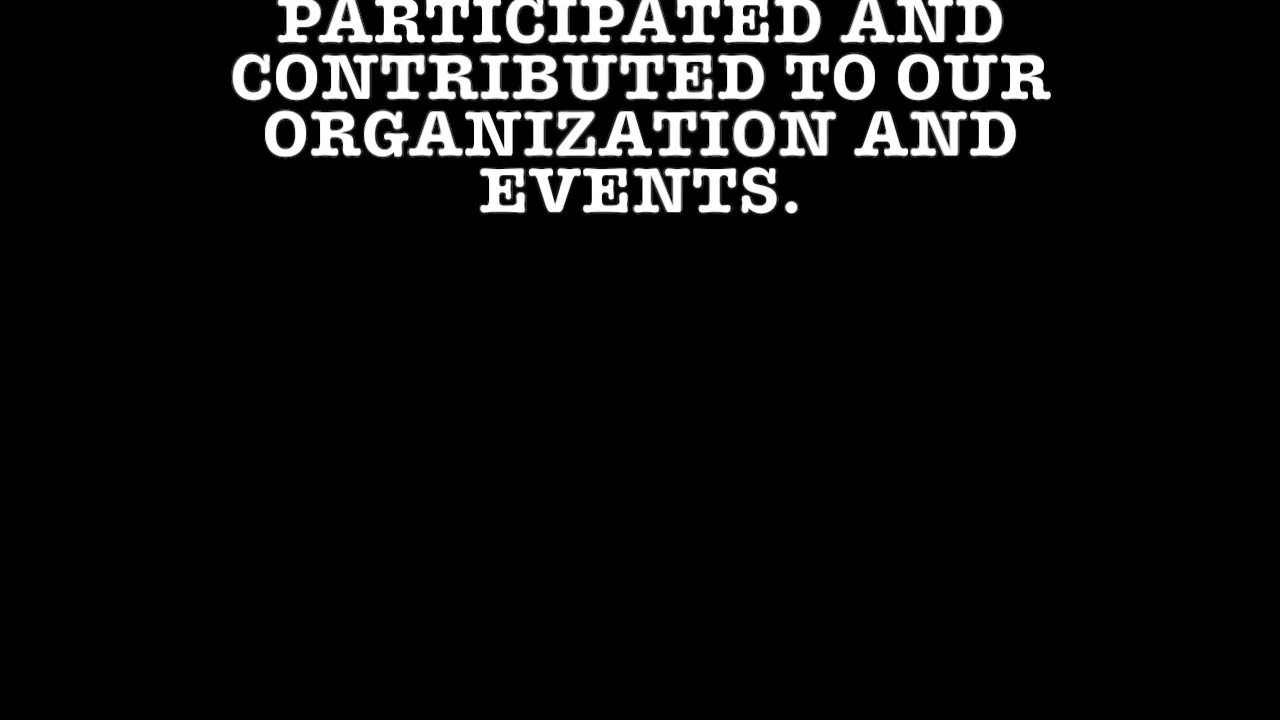 PARTICIPATED AND
CONTRIBUTED TO OUR
ORGANIZATION AND
EVENTS.